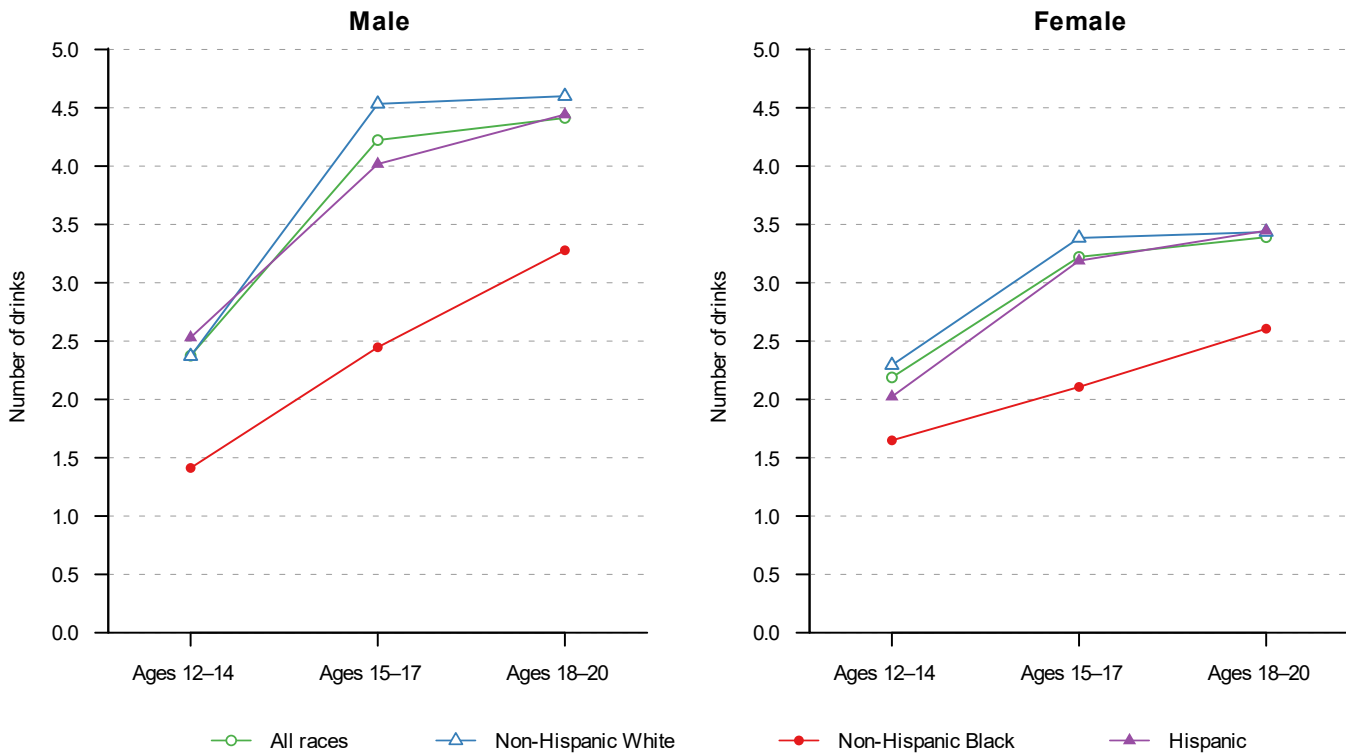 Male
Female
5.0
4.5
4.0
3.5
3.0
2.5
2.0
1.5
1.0
0.5
0.0
Number of drinks
Ages 12–14
Ages 15–17
Ages 18–20
5.0
4.5
4.0
3.5
3.0
2.5
2.0
1.5
1.0
0.5
0.0
Number of drinks
Ages 12–14
Ages 15–17
Ages 18–20
All races
Non-Hispanic White
Non-Hispanic Black
Hispanic